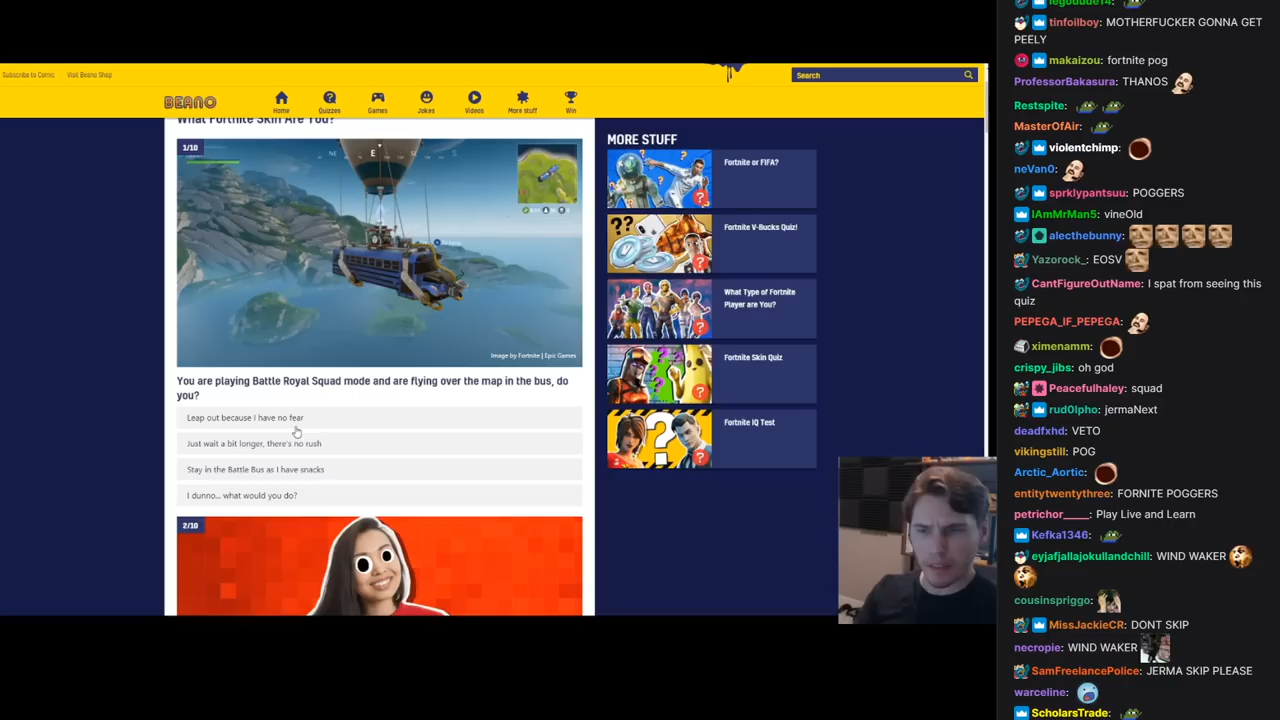 Subscribe to Comic
Visit Beano Shop
Search
BEANO
Home
Quizzes
Games
Jokes
Videos
More stuff
Win
What Fortnite Skin Are You?
1/10
NE
E
SE
S
Image by Fortnite | Epic Games
You are playing Battle Royal Squad mode and are flying over the map in the bus, do
you?
Leap out because I have no fear
Just wait a bit longer, there's no rush
Stay in the Battle Bus as I have snacks
I dunno... what would you do?
2/10
MORE STUFF
Fortnite or FIFA?
Fortnite V-Bucks Quiz!
What Type of Fortnite
Player are You?
Fortnite Skin Quiz
Fortnite IQ Test
legodude14:
tinfoilboy: MOTHERFUCKER GONNA GET
PEELY
makaizou: fortnite pog
ProfessorBakasura: THANOS
Restspite:
MasterOfAir:
violentchimp:
neVan0:
sprklypantsuu: POGGERS
IAmMrMan5: vineOld
alecthebunny:
Yazorock_: EOSV
CantFigureOutName: I spat from seeing this
quiz
PEPEGA_IF_PEPEGA:
ximenamm:
crispy_jibs: oh god
Peacefulhaley: squad
rud0lpho: jermaNext
deadfxhd: VETO
vikingstill: POG
Arctic_Aortic:
entitytwentythree: FORNITE POGGERS
petrichor_____: Play Live and Learn
Kefka1346:
eyjafjallajokullandchill: WIND WAKER
cousinspriggo:
MissJackieCR: DONT SKIP
necropie: WIND WAKER
SamFreelancePolice: JERMA SKIP PLEASE
warceline:
ScholarsTrade: